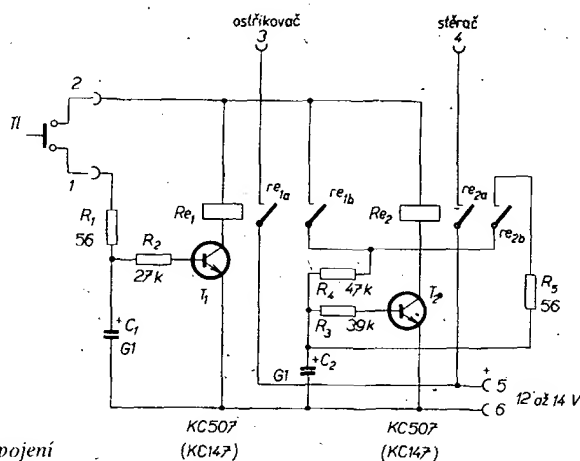 ostřikovač
3
stěrač
4
2
Tl
1
R1
56
R2
27k
+ C1
G1
Re1
T1
re1a
re1b
Re2
re2a
re2b
R4
47k
R3
39k
T2
R5
56
+ C2
G1
+
5
6
12 až 14 V
KC507
(KC147)
KC507
(KC147)
pojení